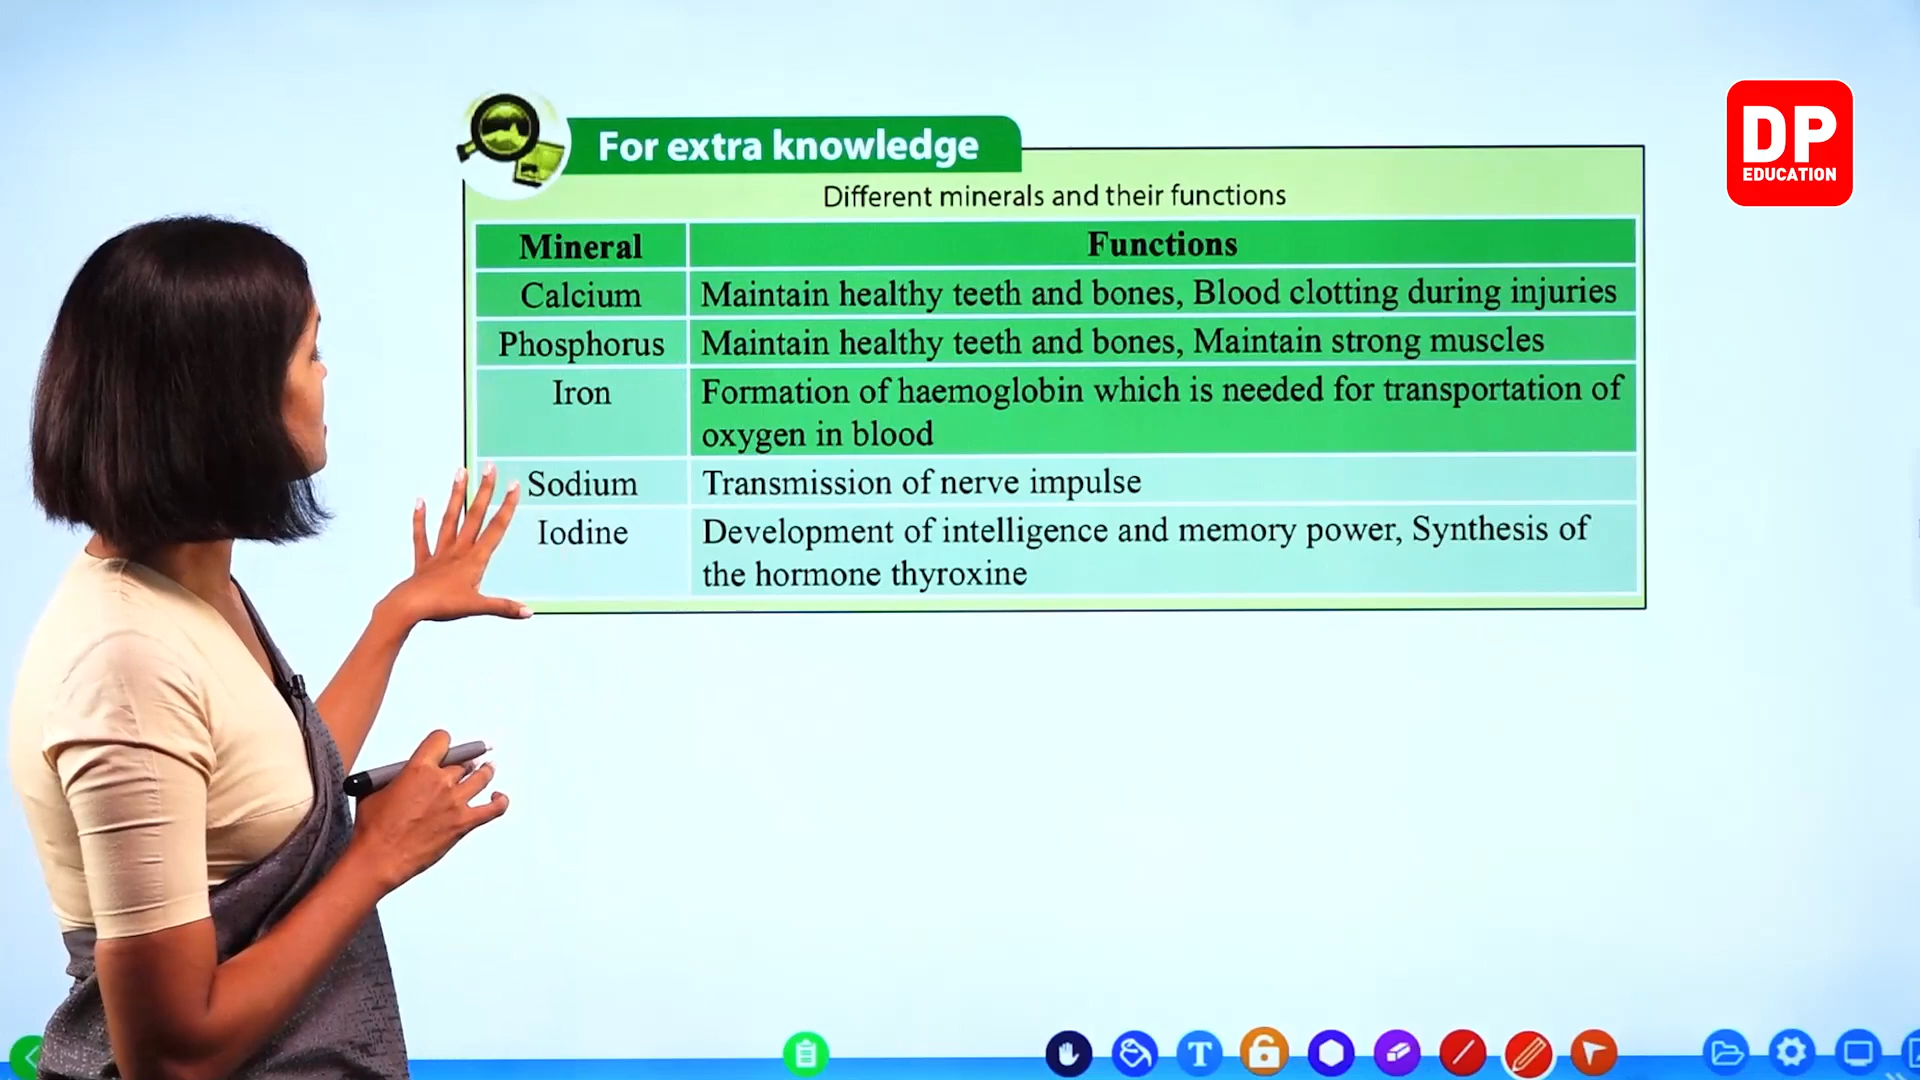 For extra knowledge
DP
EDUCATION
Different minerals and their functions
Mineral
Functions
Calcium
Maintain healthy teeth and bones, Blood clotting during injuries
Phosphorus
Maintain healthy teeth and bones, Maintain strong muscles
Iron
Formation of haemoglobin which is needed for transportation of
oxygen in blood
Sodium
Transmission of nerve impulse
Iodine
Development of intelligence and memory power, Synthesis of
the hormone thyroxine
T